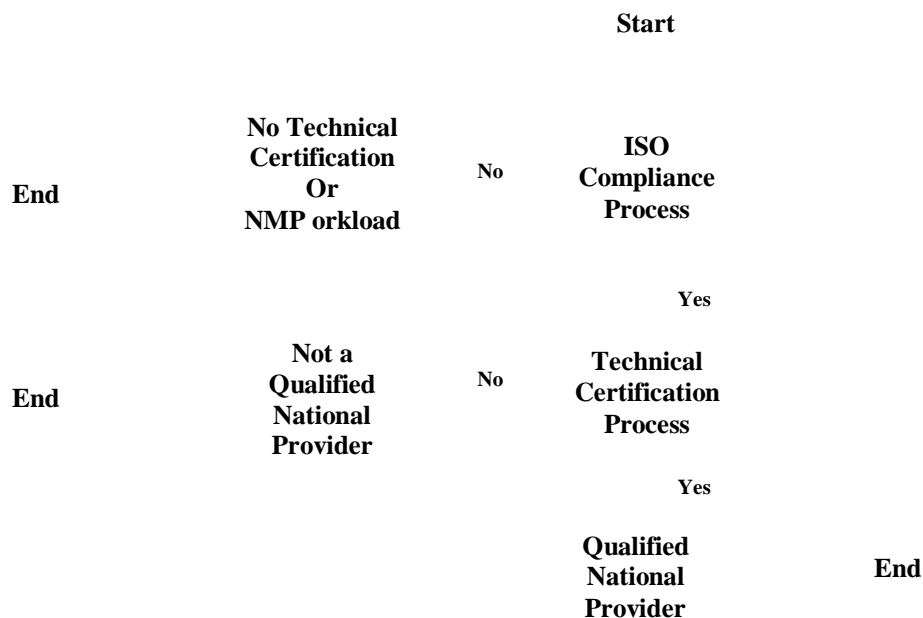 Start
No Technical
Certification
Or
NMP orkload
No
ISO
Compliance
Process
End
Yes
Not a
Qualified
National
Provider
No
Technical
Certification
Process
End
Yes
Qualified
National
Provider
End